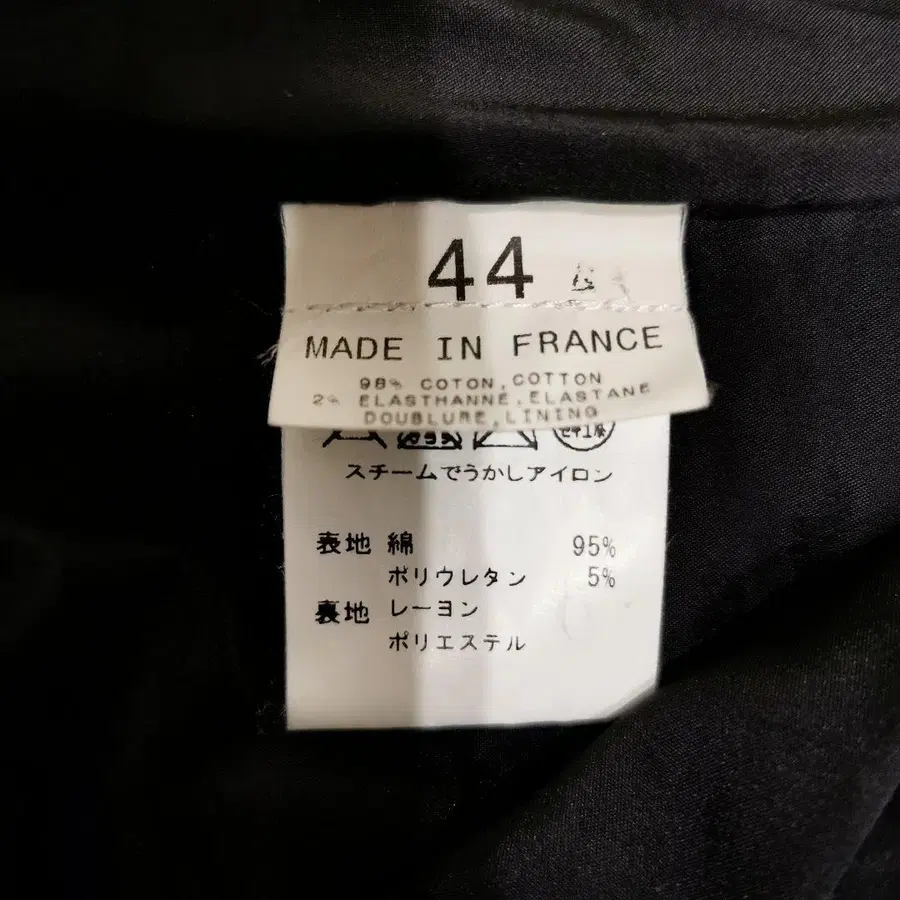 44
MADE IN FRANCE
98% COTON, COTTON
2% ELASTHANNE, ELASTANE
DOUBLURE, LINING
スチームでうかしアイロン
表地 綿 95%
ポリウレタン 5%
裏地 レーヨン
ポリエステル